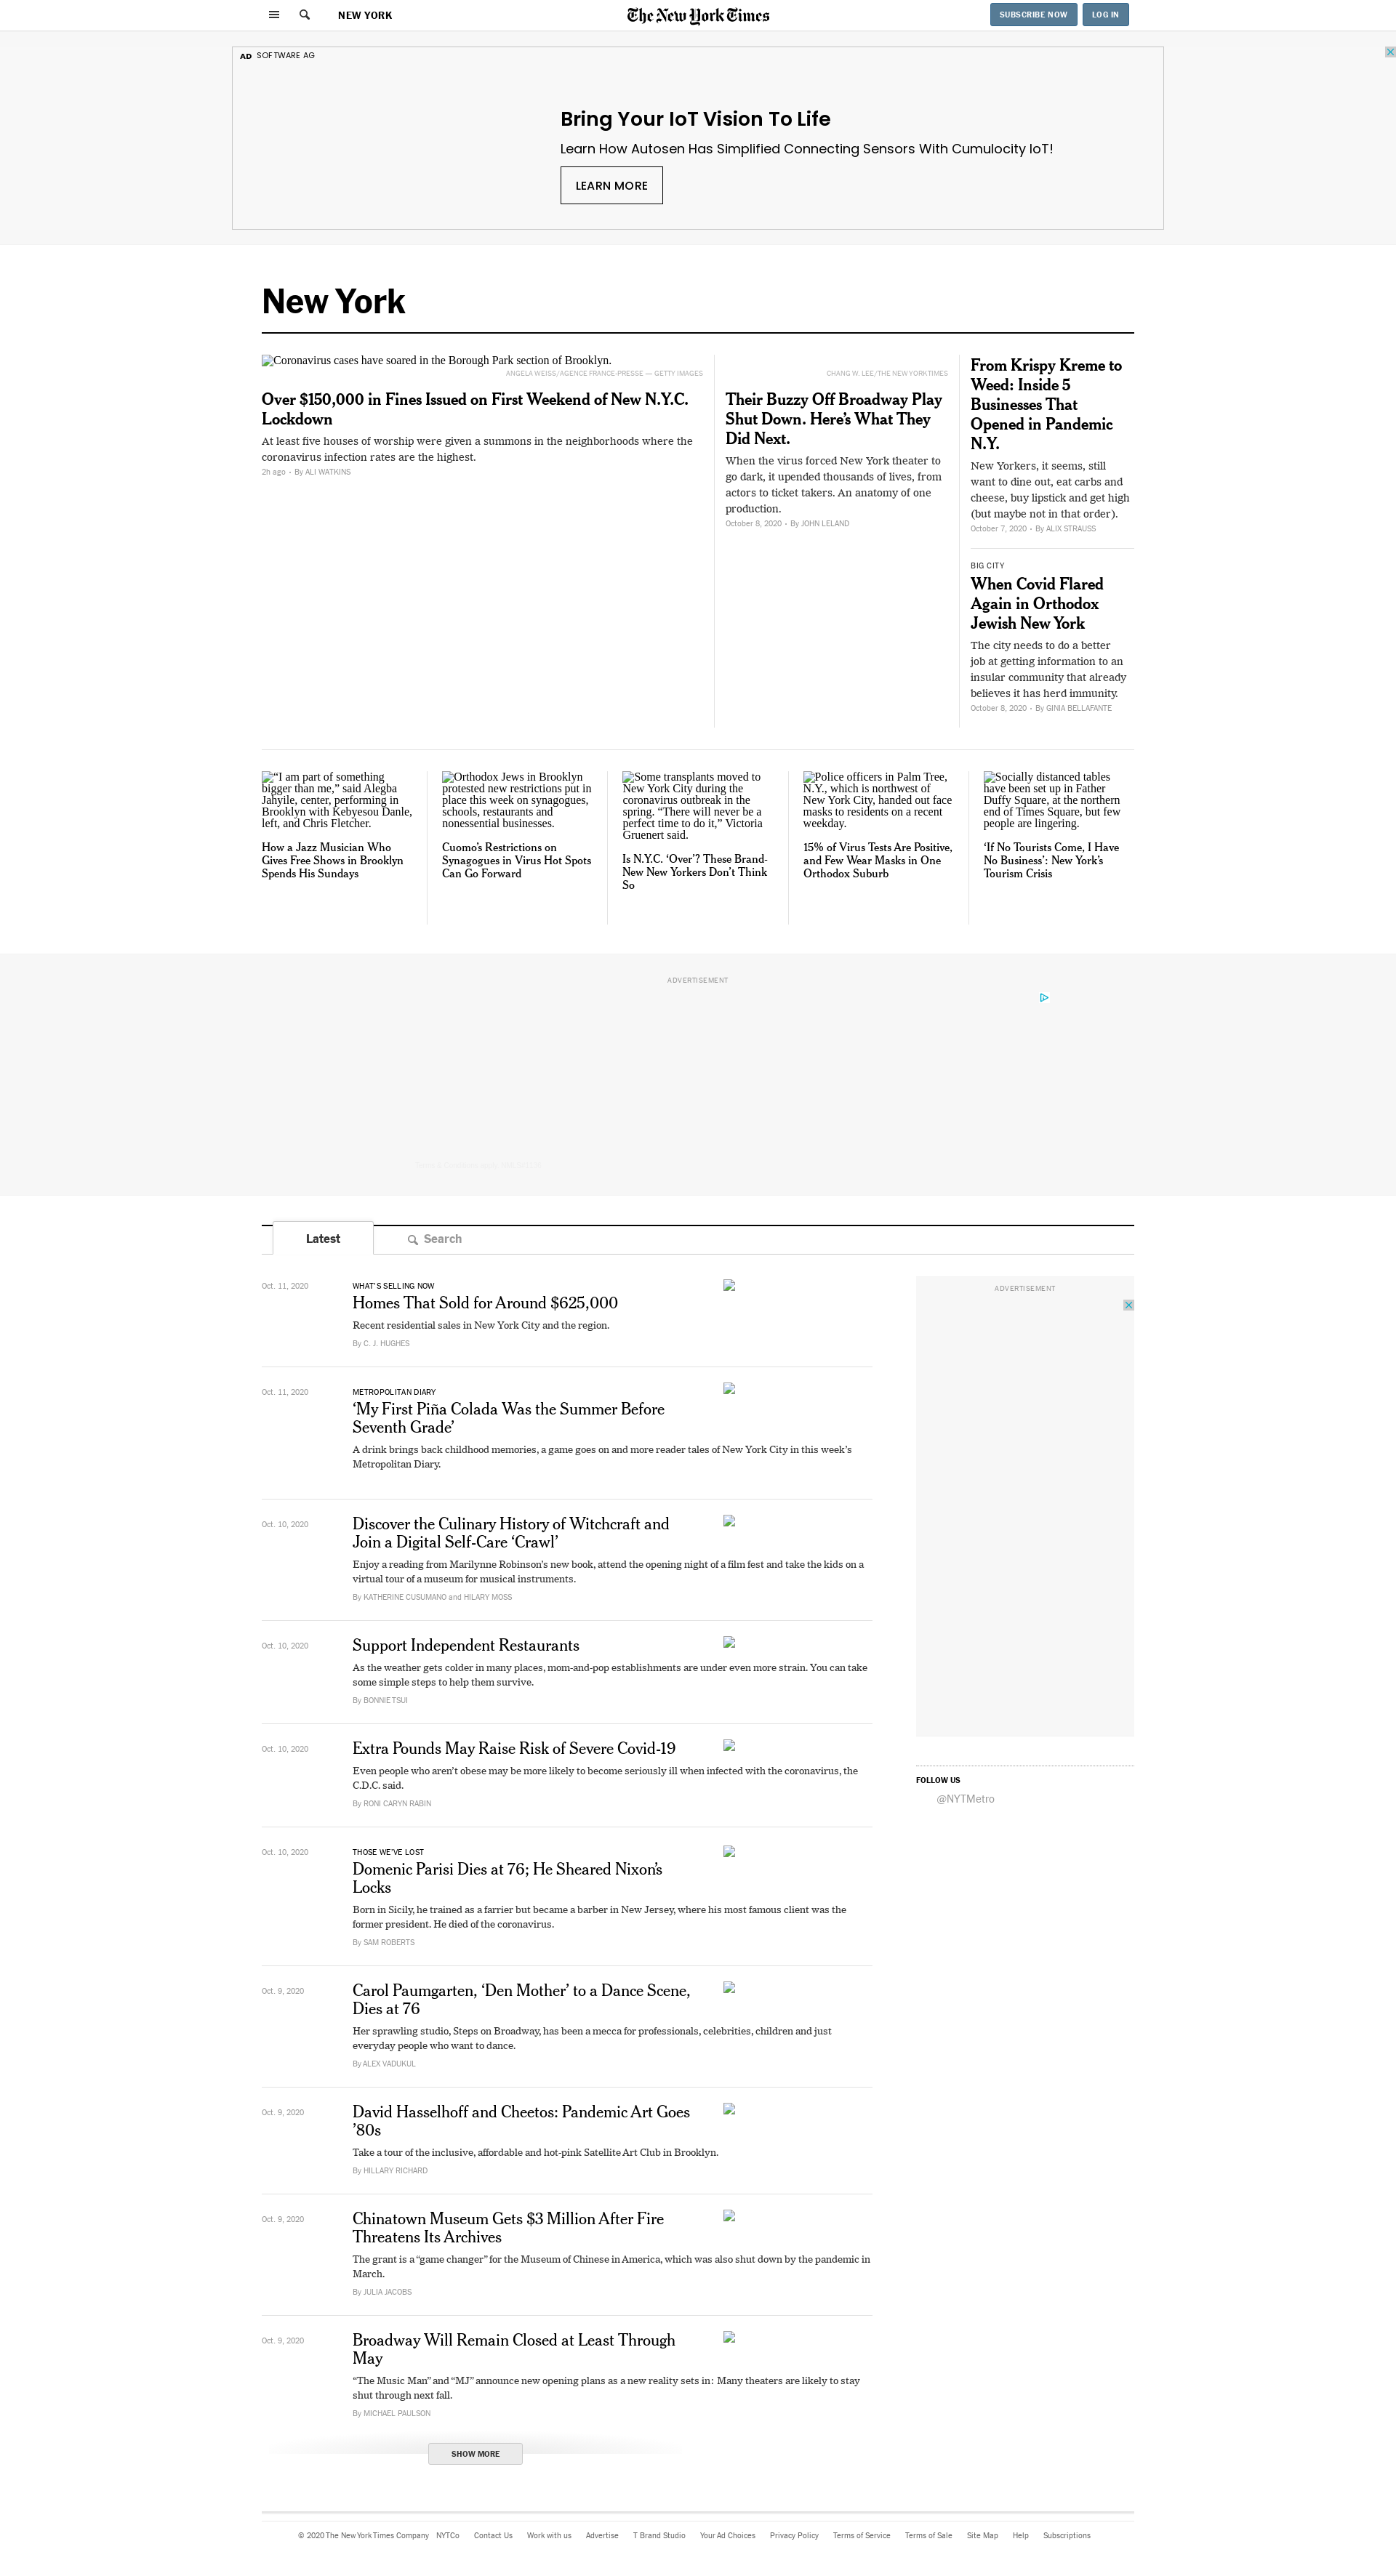 NEW YORK
The New York Times
SUBSCRIBE NOW
LOG IN
AD SOFTWARE AG
Bring Your IoT Vision To Life
Learn How Autosen Has Simplified Connecting Sensors With Cumulocity IoT!
LEARN MORE
New York
Coronavirus cases have soared in the Borough Park section of Brooklyn.
ANGELA WEISS/AGENCE FRANCE-PRESSE — GETTY IMAGES
Over $150,000 in Fines Issued on First Weekend of New N.Y.C.
Lockdown
At least five houses of worship were given a summons in the neighborhoods where the
coronavirus infection rates are the highest.
2h ago • By ALI WATKINS
CHANG W. LEE/THE NEW YORK TIMES
Their Buzzy Off Broadway Play
Shut Down. Here’s What They
Did Next.
When the virus forced New York theater to
go dark, it upended thousands of lives, from
actors to ticket takers. An anatomy of one
production.
October 8, 2020 • By JOHN LELAND
From Krispy Kreme to
Weed: Inside 5
Businesses That
Opened in Pandemic
N.Y.
New Yorkers, it seems, still
want to dine out, eat carbs and
cheese, buy lipstick and get high
(but maybe not in that order).
October 7, 2020 • By ALIX STRAUSS
BIG CITY
When Covid Flared
Again in Orthodox
Jewish New York
The city needs to do a better
job at getting information to an
insular community that already
believes it has herd immunity.
October 8, 2020 • By GINIA BELLAFANTE
“I am part of something
bigger than me,” said Alegba
Jahyile, center, performing in
Brooklyn with Kebyesou Danle,
left, and Chris Fletcher.
How a Jazz Musician Who
Gives Free Shows in Brooklyn
Spends His Sundays
Orthodox Jews in Brooklyn
protested new restrictions put in
place this week on synagogues,
schools, restaurants and
nonessential businesses.
Cuomo’s Restrictions on
Synagogues in Virus Hot Spots
Can Go Forward
Some transplants moved to
New York City during the
coronavirus outbreak in the
spring. “There will never be a
perfect time to do it,” Victoria
Gruenert said.
Is N.Y.C. ‘Over’? These Brand-
New New Yorkers Don’t Think
So
Police officers in Palm Tree,
N.Y., which is northwest of
New York City, handed out face
masks to residents on a recent
weekday.
15% of Virus Tests Are Positive,
and Few Wear Masks in One
Orthodox Suburb
Socially distanced tables
have been set up in Father
Duffy Square, at the northern
end of Times Square, but few
people are lingering.
‘If No Tourists Come, I Have
No Business’: New York’s
Tourism Crisis
ADVERTISEMENT
Latest
Search
Oct. 11, 2020
WHAT’S SELLING NOW
Homes That Sold for Around $625,000
Recent residential sales in New York City and the region.
By C. J. HUGHES
Oct. 11, 2020
METROPOLITAN DIARY
‘My First Piña Colada Was the Summer Before
Seventh Grade’
A drink brings back childhood memories, a game goes on and more reader tales of New York City in this week’s
Metropolitan Diary.
Oct. 10, 2020
Discover the Culinary History of Witchcraft and
Join a Digital Self-Care ‘Crawl’
Enjoy a reading from Marilynne Robinson’s new book, attend the opening night of a film fest and take the kids on a
virtual tour of a museum for musical instruments.
By KATHERINE CUSUMANO and HILARY MOSS
Oct. 10, 2020
Support Independent Restaurants
As the weather gets colder in many places, mom-and-pop establishments are under even more strain. You can take
some simple steps to help them survive.
By BONNIE TSUI
Oct. 10, 2020
Extra Pounds May Raise Risk of Severe Covid-19
Even people who aren’t obese may be more likely to become seriously ill when infected with the coronavirus, the
C.D.C. said.
By RONI CARYN RABIN
Oct. 10, 2020
THOSE WE’VE LOST
Domenic Parisi Dies at 76; He Sheared Nixon’s
Locks
Born in Sicily, he trained as a farrier but became a barber in New Jersey, where his most famous client was the
former president. He died of the coronavirus.
By SAM ROBERTS
Oct. 9, 2020
Carol Paumgarten, ‘Den Mother’ to a Dance Scene,
Dies at 76
Her sprawling studio, Steps on Broadway, has been a mecca for professionals, celebrities, children and just
everyday people who want to dance.
By ALEX VADUKUL
Oct. 9, 2020
David Hasselhoff and Cheetos: Pandemic Art Goes
’80s
Take a tour of the inclusive, affordable and hot-pink Satellite Art Club in Brooklyn.
By HILLARY RICHARD
Oct. 9, 2020
Chinatown Museum Gets $3 Million After Fire
Threatens Its Archives
The grant is a “game changer” for the Museum of Chinese in America, which was also shut down by the pandemic in
March.
By JULIA JACOBS
Oct. 9, 2020
Broadway Will Remain Closed at Least Through
May
“The Music Man” and “MJ” announce new opening plans as a new reality sets in: Many theaters are likely to stay
shut through next fall.
By MICHAEL PAULSON
SHOW MORE
ADVERTISEMENT
FOLLOW US
@NYTMetro
© 2020 The New York Times Company NYTCo Contact Us Work with us Advertise T Brand Studio Your Ad Choices Privacy Policy Terms of Service Terms of Sale Site Map Help Subscriptions